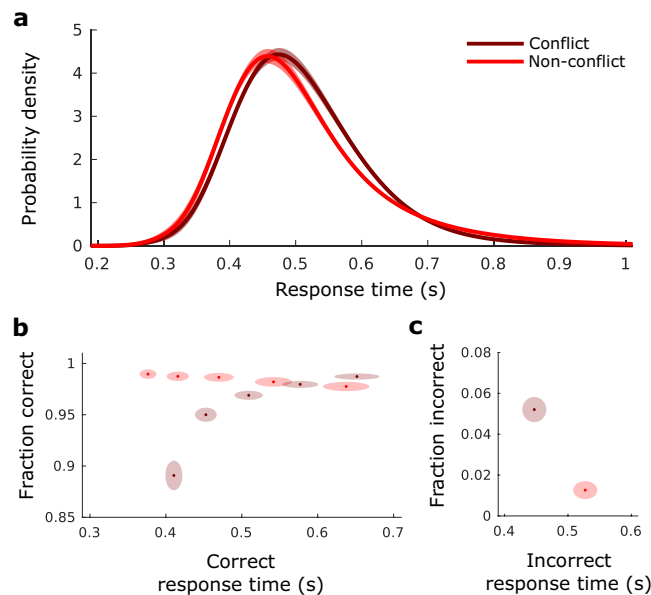 a
Probability density
5
4
3
2
1
0
0.2 0.3 0.4 0.5 0.6 0.7 0.8 0.9 1
Response time (s)
Conflict
Non-conflict
b
Fraction correct
1
0.95
0.9
0.85
0.3 0.4 0.5 0.6 0.7
Correct
response time (s)
c
Fraction incorrect
0.08
0.06
0.04
0.02
0
0.4 0.5 0.6
Incorrect
response time (s)